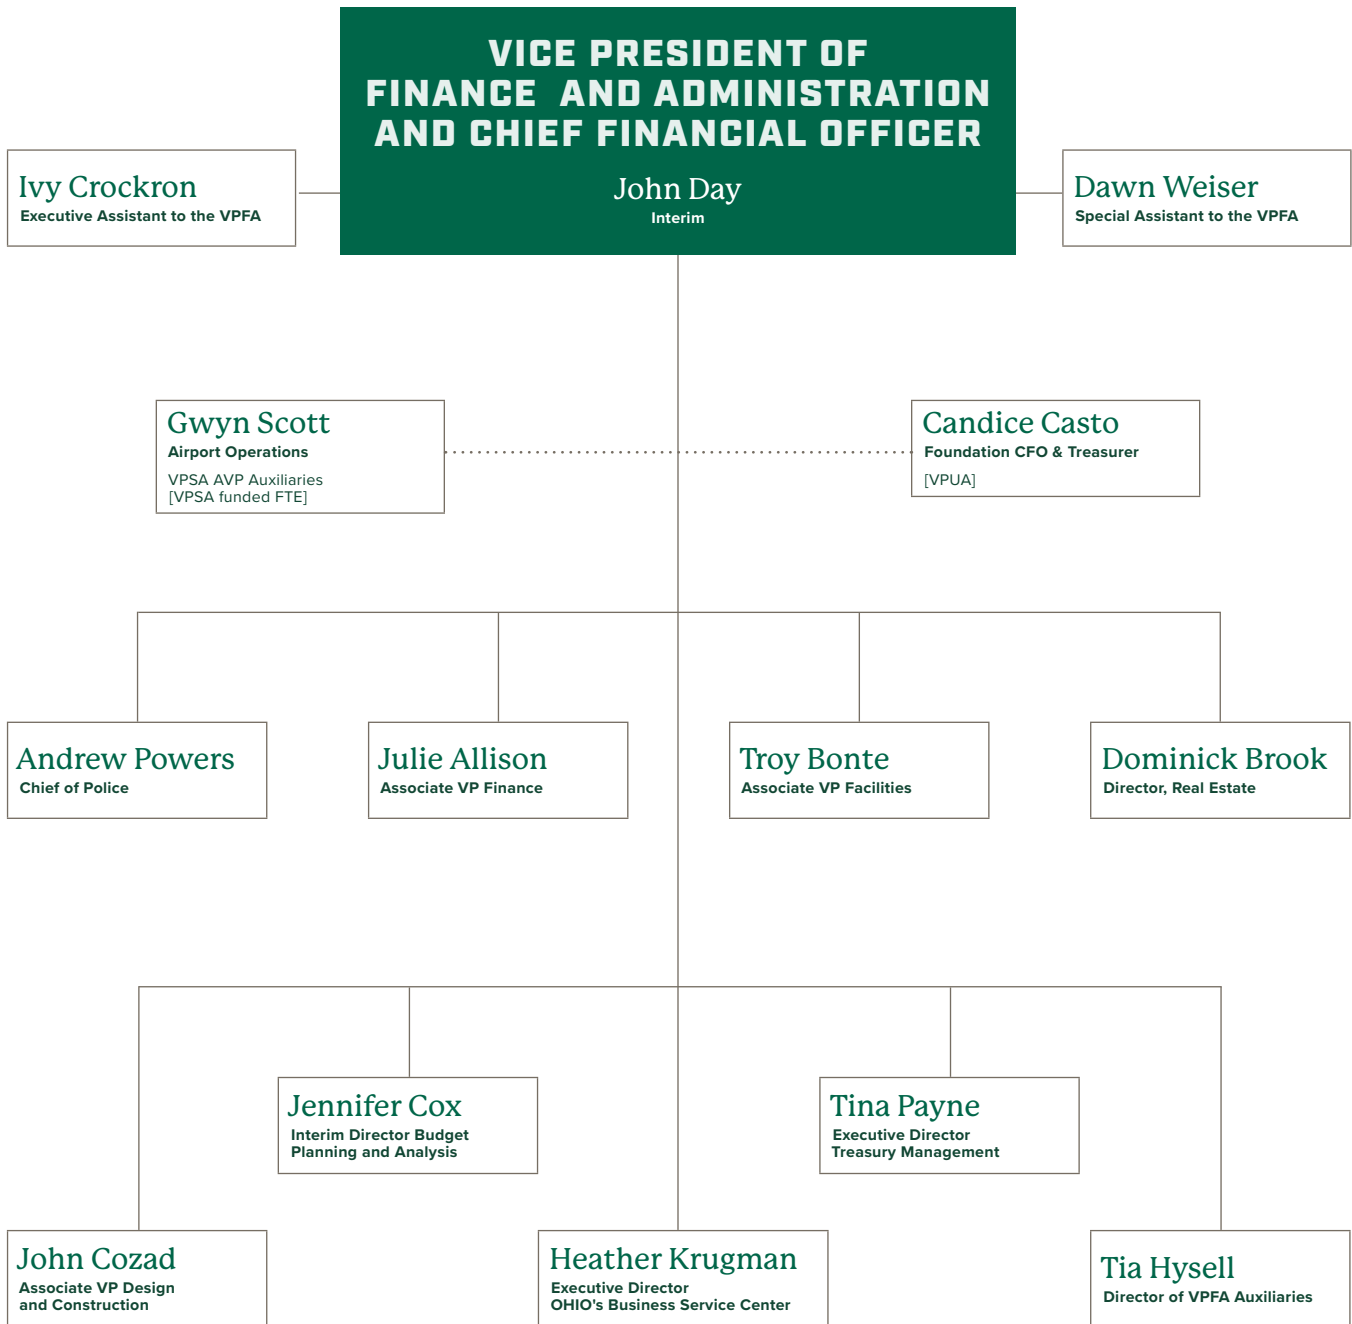 VICE PRESIDENT OF
FINANCE AND ADMINISTRATION
AND CHIEF FINANCIAL OFFICER
John Day
Interim
Ivy Crockron
Executive Assistant to the VPFA
Dawn Weiser
Special Assistant to the VPFA
Gwyn Scott
Airport Operations
VPSA AVP Auxiliaries
[VPSA funded FTE]
Candice Casto
Foundation CFO & Treasurer
[VPUA]
Andrew Powers
Chief of Police
Julie Allison
Associate VP Finance
Troy Bonte
Associate VP Facilities
Dominick Brook
Director, Real Estate
Jennifer Cox
Interim Director Budget
Planning and Analysis
Tina Payne
Executive Director
Treasury Management
John Cozad
Associate VP Design
and Construction
Heather Krugman
Executive Director
OHIO's Business Service Center
Tia Hysell
Director of VPFA Auxiliaries